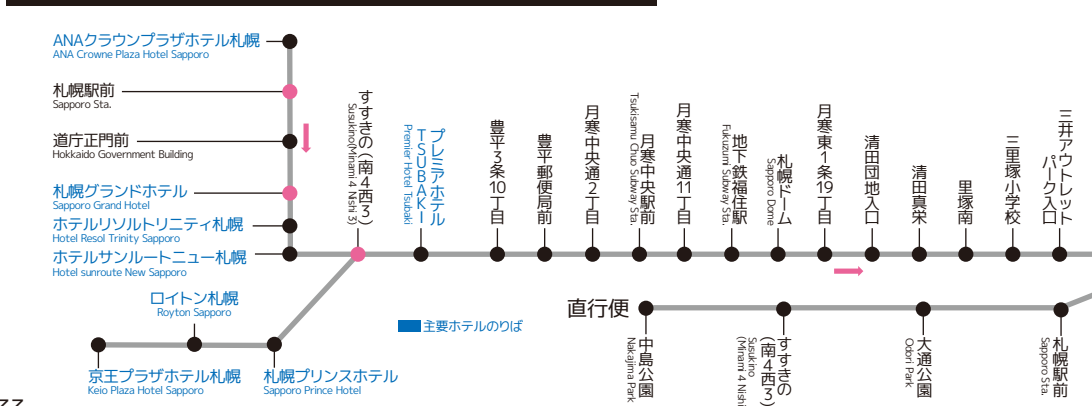 ANAクラウンプラザホテル札幌
ANA Crowne Plaza Hotel Sapporo
札幌駅前
Sapporo Sta.
道庁正門前
Hokkaido Government Building
札幌グランドホテル
Sapporo Grand Hotel
ホテルリソルトリニティ札幌
Hotel Resol Trinity Sapporo
ホテルサンルートニュー札幌
Hotel sunroute New Sapporo
ロイトン札幌
Royton Sapporo
京王プラザホテル札幌
Keio Plaza Hotel Sapporo
札幌プリンスホテル
Sapporo Prince Hotel
すすきの(南4西3)
Susukino(Minami 4 Nishi 3)
プレミアホテル
TSUBAKI
Premier Hotel Tsubaki
豊平3条10丁目
豊平郵便局前
月寒中央通2丁目
月寒中央駅前
Tsukisamu Chuo Subway Sta.
月寒中央通11丁目
地下鉄福住駅
Fukuzumi Subway Sta.
札幌ドーム
Sapporo Dome
月寒東1条19丁目
清田団地入口
清田真栄
里塚南
三里塚小学校
三井アウトレット
パーク入口
主要ホテルのりば
直行便
中島公園
Nakajima Park
すすきの
(南4西3)
Susukino
(Minami 4 Nishi
大通公園
Odori Park
札幌駅前
Sapporo Sta.